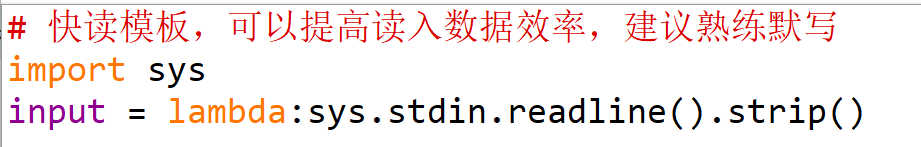 # 快读模板，可以提高读入数据效率，建议熟练默写
import sys
input = lambda:sys.stdin.readline().strip()